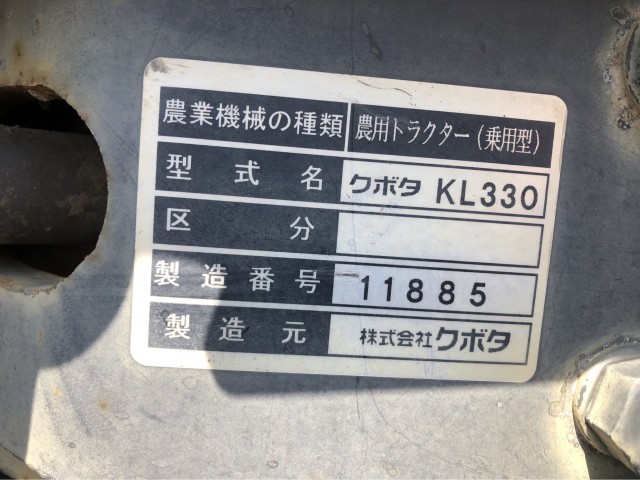 農業機械の種類 農用トラクター(乗用型)
型式名 クボタ KL330
区分
製造番号 11885
製造元 株式会社クボタ